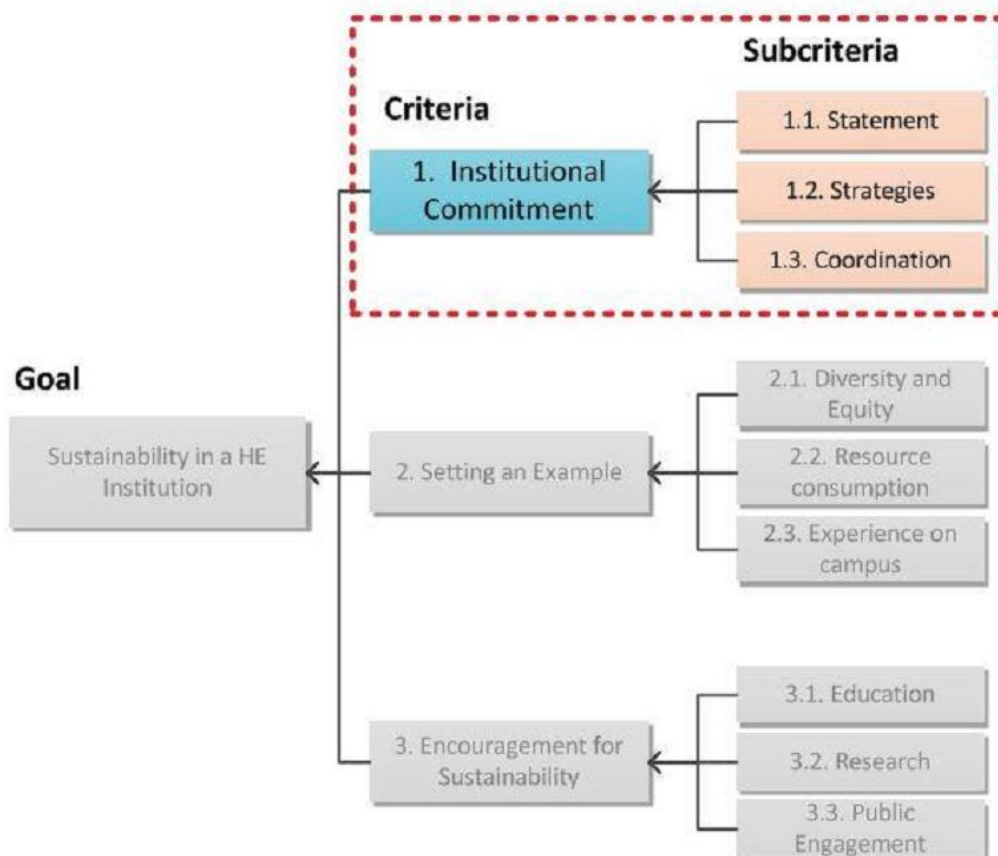 Subcriteria
Criteria
1.1. Statement
1. Institutional
Commitment
1.2. Strategies
1.3. Coordination
Goal
Sustainability in a HE
Institution
2. Setting an Example
2.1. Diversity and
Equity
2.2. Resource
consumption
2.3. Experience on
campus
3. Encouragement for
Sustainability
3.1. Education
3.2. Research
3.3. Public
Engagement